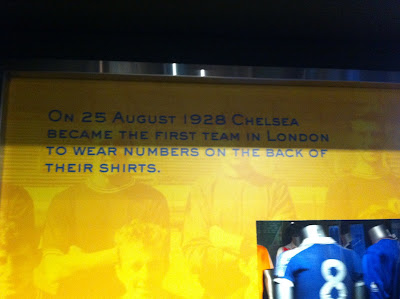 On 25 August 1928 Chelsea
became the first team in London
to wear numbers on the back of
their shirts.
8